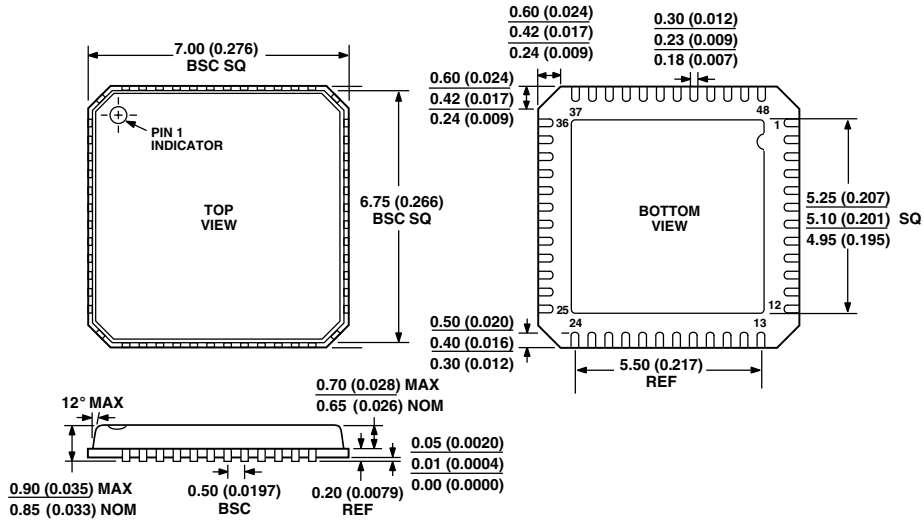 7.00 (0.276)
BSC SQ
PIN 1
INDICATOR
TOP
VIEW
6.75 (0.266)
BSC SQ
0.60 (0.024)
0.42 (0.017)
0.24 (0.009)
0.60 (0.024)
0.42 (0.017)
0.24 (0.009)
0.30 (0.012)
0.23 (0.009)
0.18 (0.007)
37
48
36
1
BOTTOM
VIEW
5.25 (0.207)
5.10 (0.201) SQ
4.95 (0.195)
25
12
24
13
0.50 (0.020)
0.40 (0.016)
0.30 (0.012)
5.50 (0.217)
REF
12° MAX
0.70 (0.028) MAX
0.65 (0.026) NOM
0.90 (0.035) MAX
0.85 (0.033) NOM
0.50 (0.0197)
BSC
0.20 (0.0079)
REF
0.05 (0.0020)
0.01 (0.0004)
0.00 (0.0000)